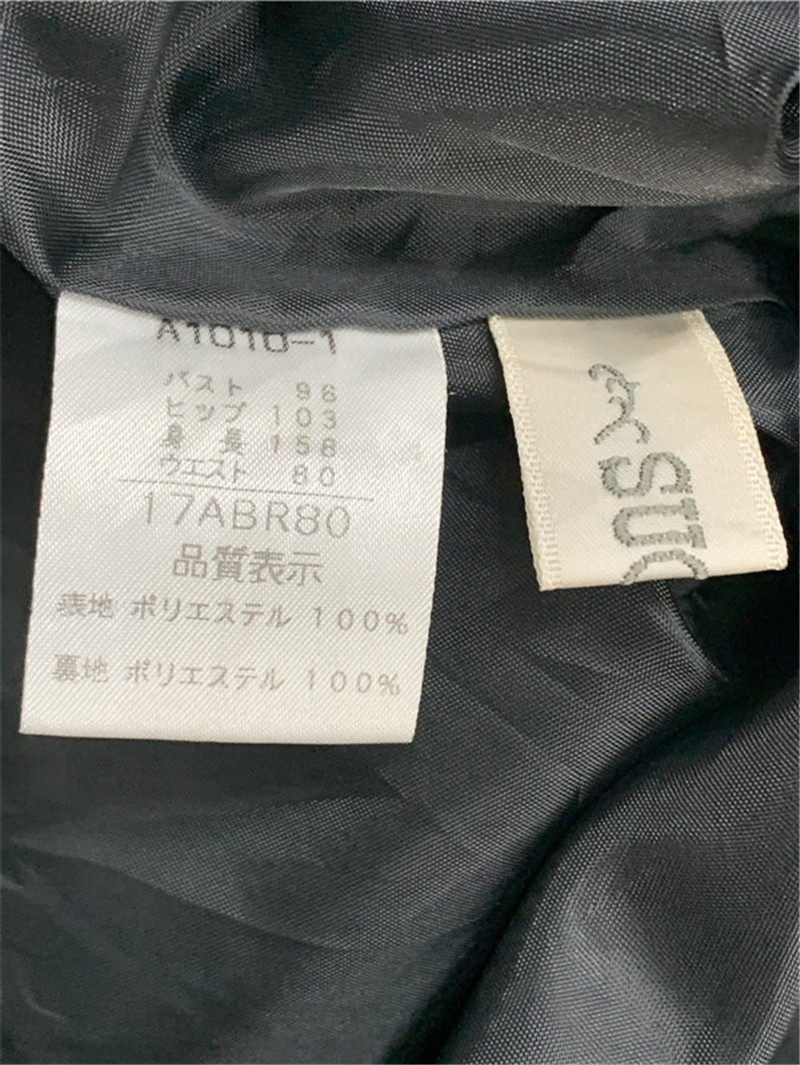 A1010-1
バスト 96
ヒップ 103
身長 158
ウエスト 80
17ABR80
品質表示
表地 ポリエステル 100%
裏地 ポリエステル 100%